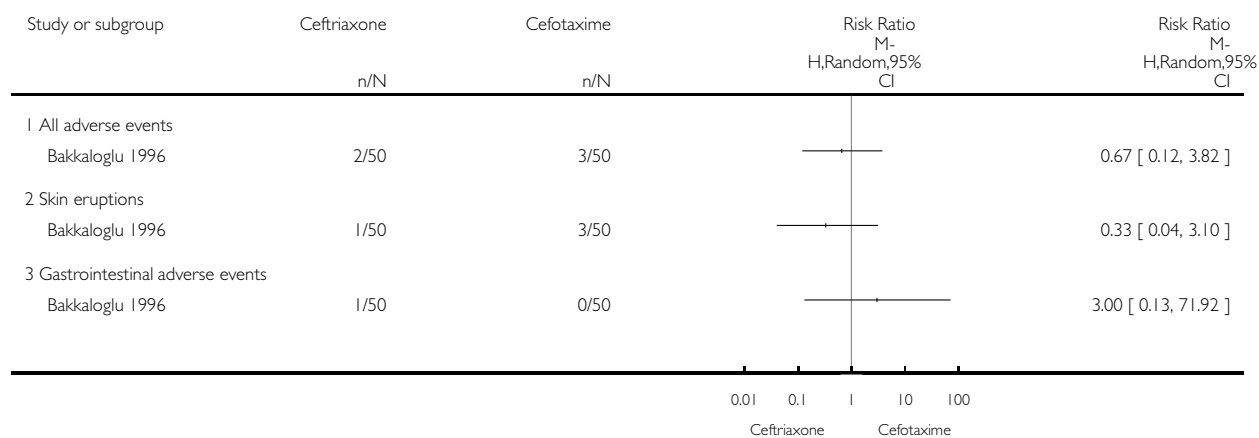 Study or subgroup Ceftriaxone Cefotaxime Risk Ratio Risk Ratio
M- M-
H,Random,95% H,Random,95%
n/N n/N CI CI
1 All adverse events
Bakkaloglu 1996 2/50 3/50 0.67 [ 0.12, 3.82 ]
2 Skin eruptions
Bakkaloglu 1996 1/50 3/50 0.33 [ 0.04, 3.10 ]
3 Gastrointestinal adverse events
Bakkaloglu 1996 1/50 0/50 3.00 [ 0.13, 71.92 ]
0.01 0.1 1 10 100
Ceftriaxone Cefotaxime